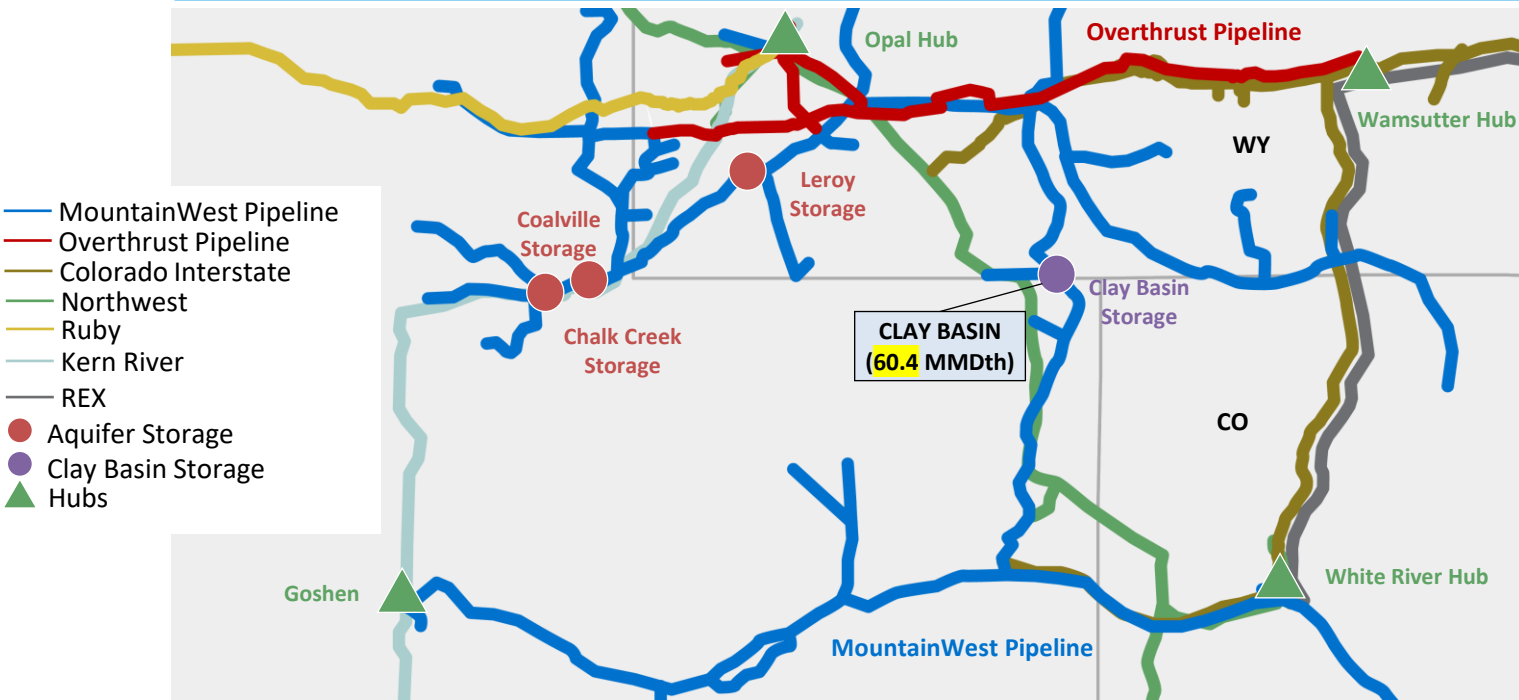 Opal Hub
Overthrust Pipeline
Wamsutter Hub
WY
Leroy
Storage
Coalville
Storage
MountainWest Pipeline
Overthrust Pipeline
Colorado Interstate
Northwest
Ruby
Kern River
REX
Aquifer Storage
Clay Basin Storage
Hubs
Clay Basin
Storage
CLAY BASIN
(60.4 MMDth)
Chalk Creek
Storage
CO
Goshen
White River Hub
MountainWest Pipeline